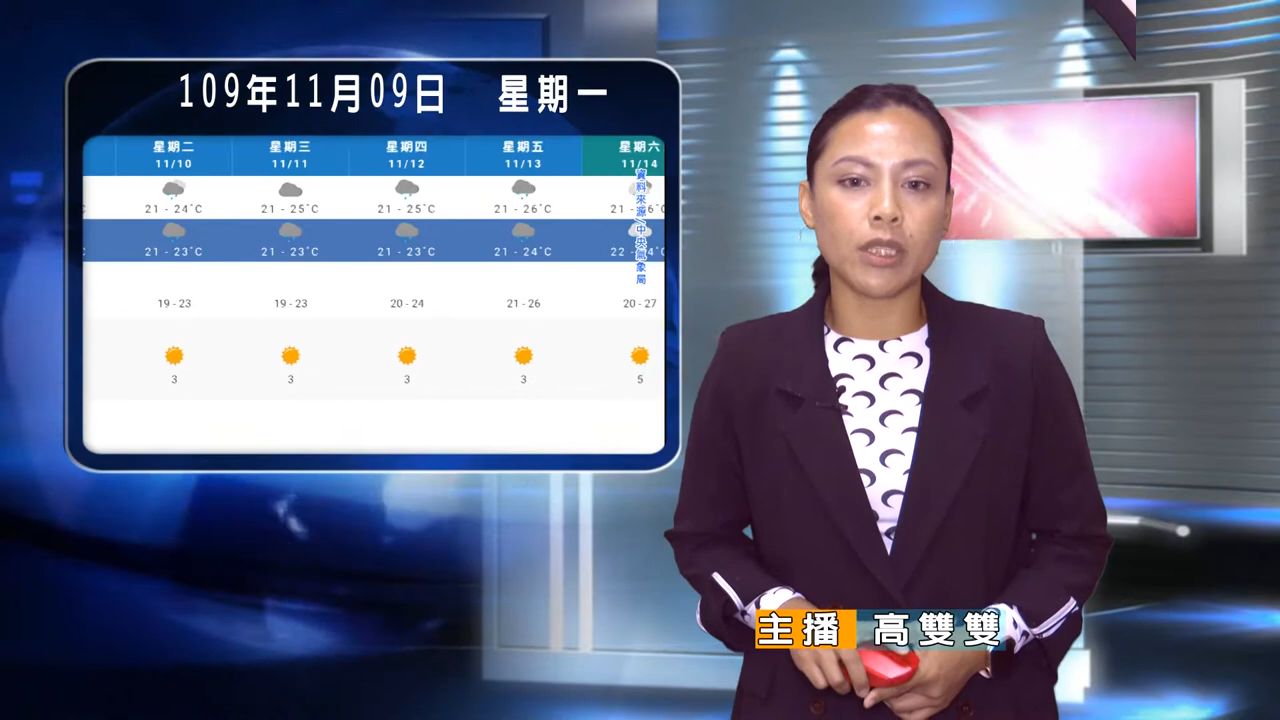 109年11月09日 星期一
星期二 星期三 星期四 星期五 星期六
11/10 11/11 11/12 11/13 11/14
21 - 24°C 21 - 25°C 21 - 25°C 21 - 26°C
21 - 23°C 21 - 23°C 21 - 23°C 21 - 24°C
19 - 23 19 - 23 20 - 24 21 - 26 20 - 27
3 3 3 3 5
資料來源/中央氣象局
主播 高雙雙